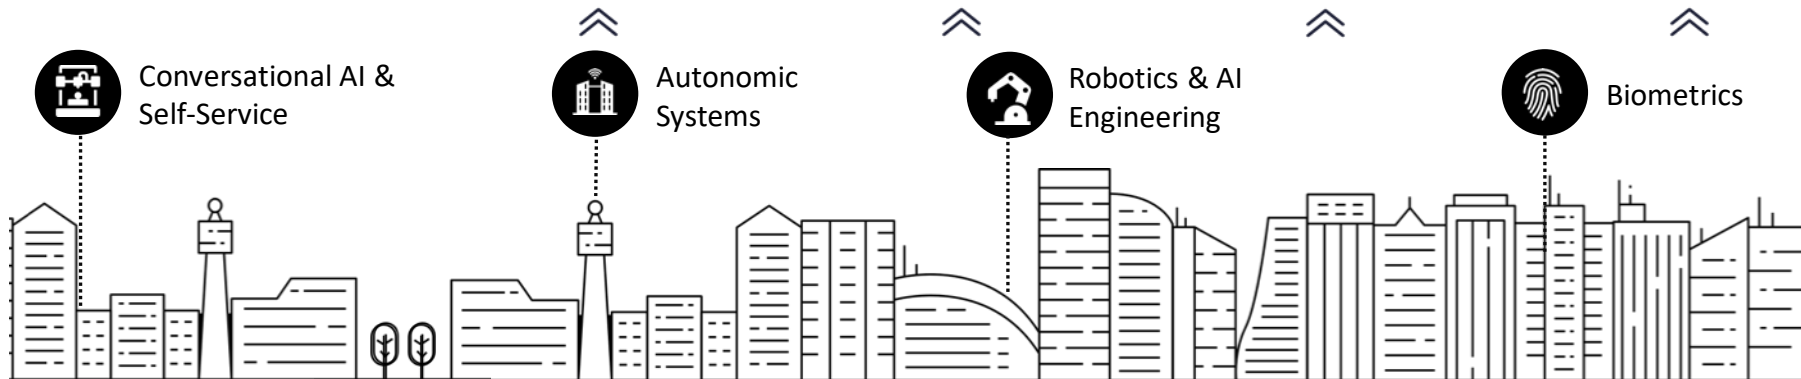 Conversational AI &
Self-Service
Autonomic
Systems
Robotics & AI
Engineering
Biometrics